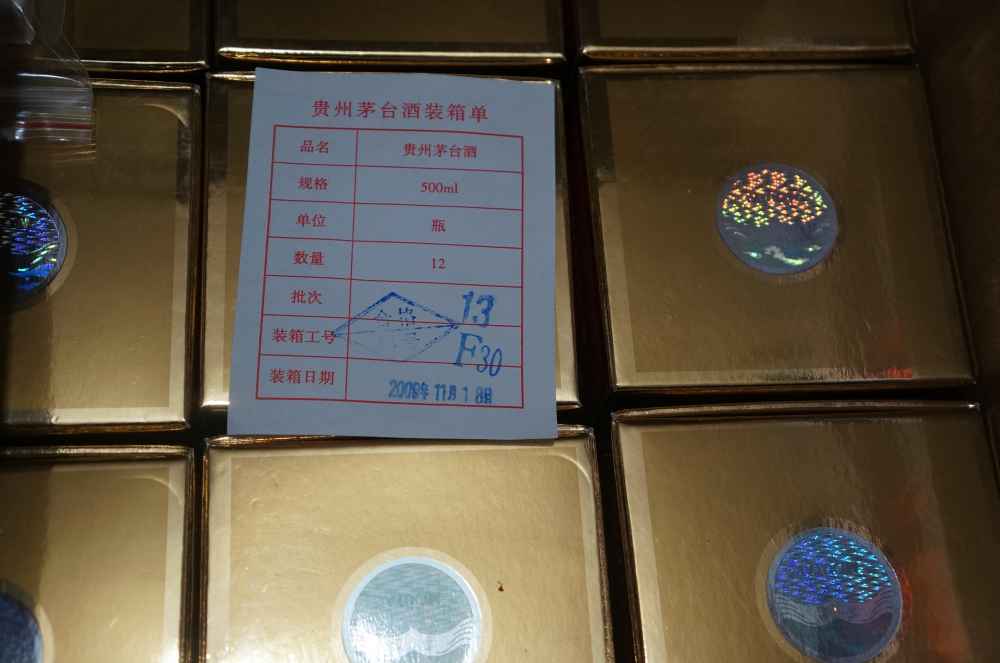 贵州茅台酒装箱单
品名 贵州茅台酒
规格 500ml
单位 瓶
数量 12
批次 13
装箱工号 F30
装箱日期 2009年 11月 18日